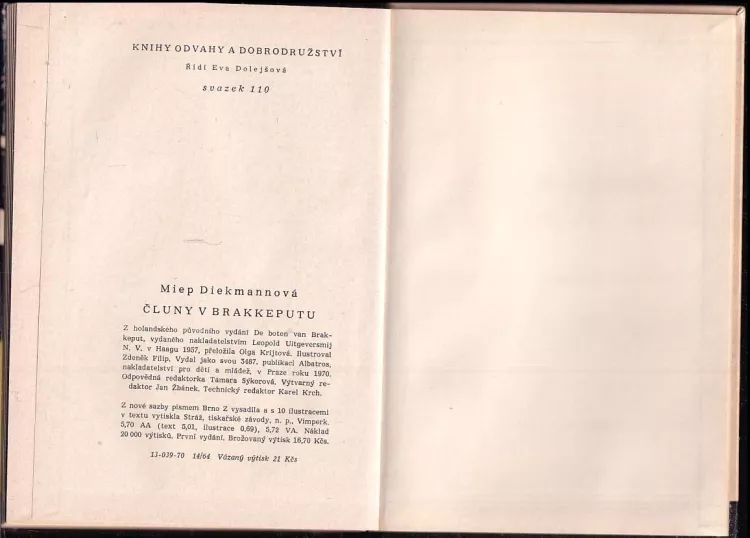 KNIHY ODVAHY A DOBRODRUŽSTVÍ
Řídí Eva Dolejšová
svazek 110
Miep Diekmannová
ČLUNY V BRAKKEPUTU
Z holandského původního vydání De boten van Brak-
keput, vydaného nakladatelstvím Leopold Uitgeversmij
N. V. v Haagu 1957, přeložila Olga Krijtová. Ilustroval
Zdeněk Filip. Vydal jako svou 3487. publikaci Albatros,
nakladatelství pro děti a mládež, v Praze roku 1970.
Odpovědná redaktorka Támara Sýkorová. Výtvarný re-
daktor Jan Žbánek. Technický redaktor Karel Krch.
Z nové sazby písmem Brno Z vysadila a s 10 ilustracemi
v textu vytiskla Stráž, tiskařské závody, n. p., Vimperk.
5,70 AA (text 5,01, ilustrace 0,69), 5,72 VA. Náklad
20 000 výtisků. První vydání. Brožovaný výtisk 16,70 Kčs.
13-039-70 14/64 Vázaný výtisk 21 Kčs